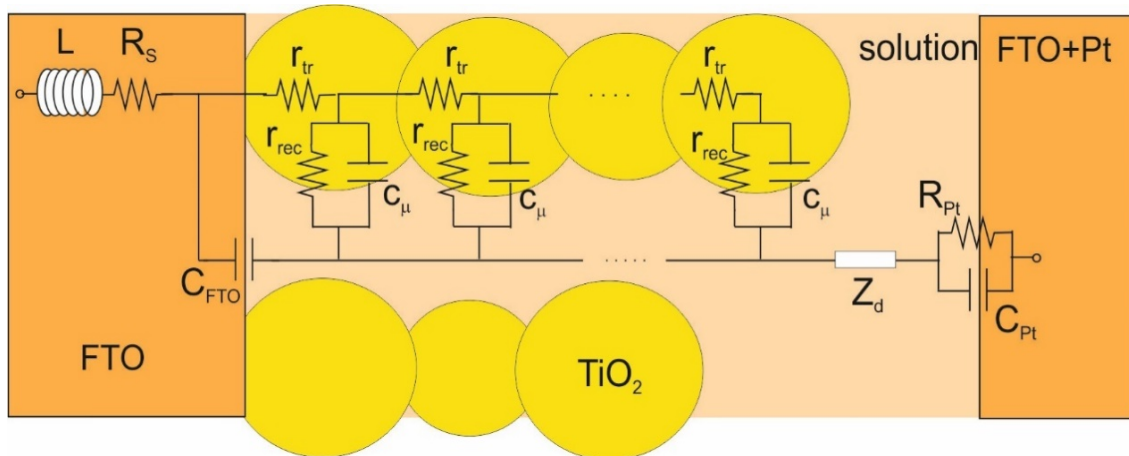 L
R_S
r_tr
r_tr
r_tr
solution
FTO+Pt
r_rec
r_rec
r_rec
c_μ
c_μ
c_μ
R_Pt
C_FTO
Z_d
C_Pt
FTO
TiO_2